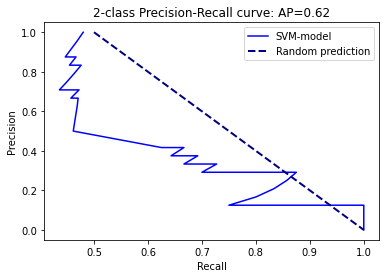 2-class Precision-Recall curve: AP=0.62
SVM-model
Random prediction
Precision
1.0
0.8
0.6
0.4
0.2
0.0
0.5 0.6 0.7 0.8 0.9 1.0
Recall